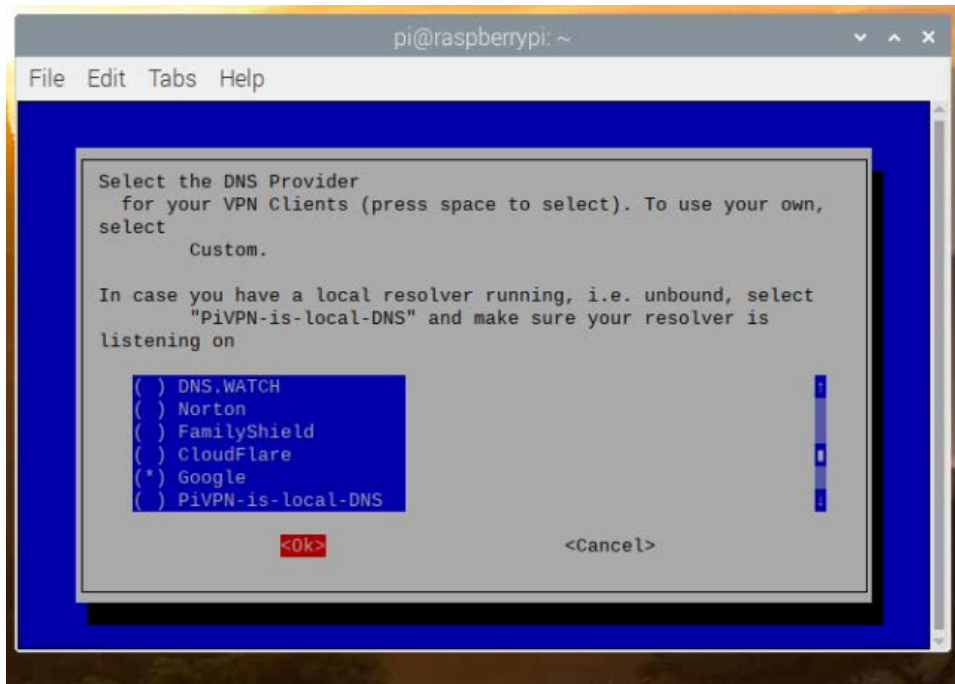 pi@raspberrypi: ~
File Edit Tabs Help
Select the DNS Provider
for your VPN Clients (press space to select). To use your own,
select
Custom.
In case you have a local resolver running, i.e. unbound, select
"PiVPN-is-local-DNS" and make sure your resolver is
listening on
( ) DNS.WATCH
( ) Norton
( ) FamilyShield
( ) CloudFlare
(*) Google
( ) PiVPN-is-local-DNS
<Ok> <Cancel>